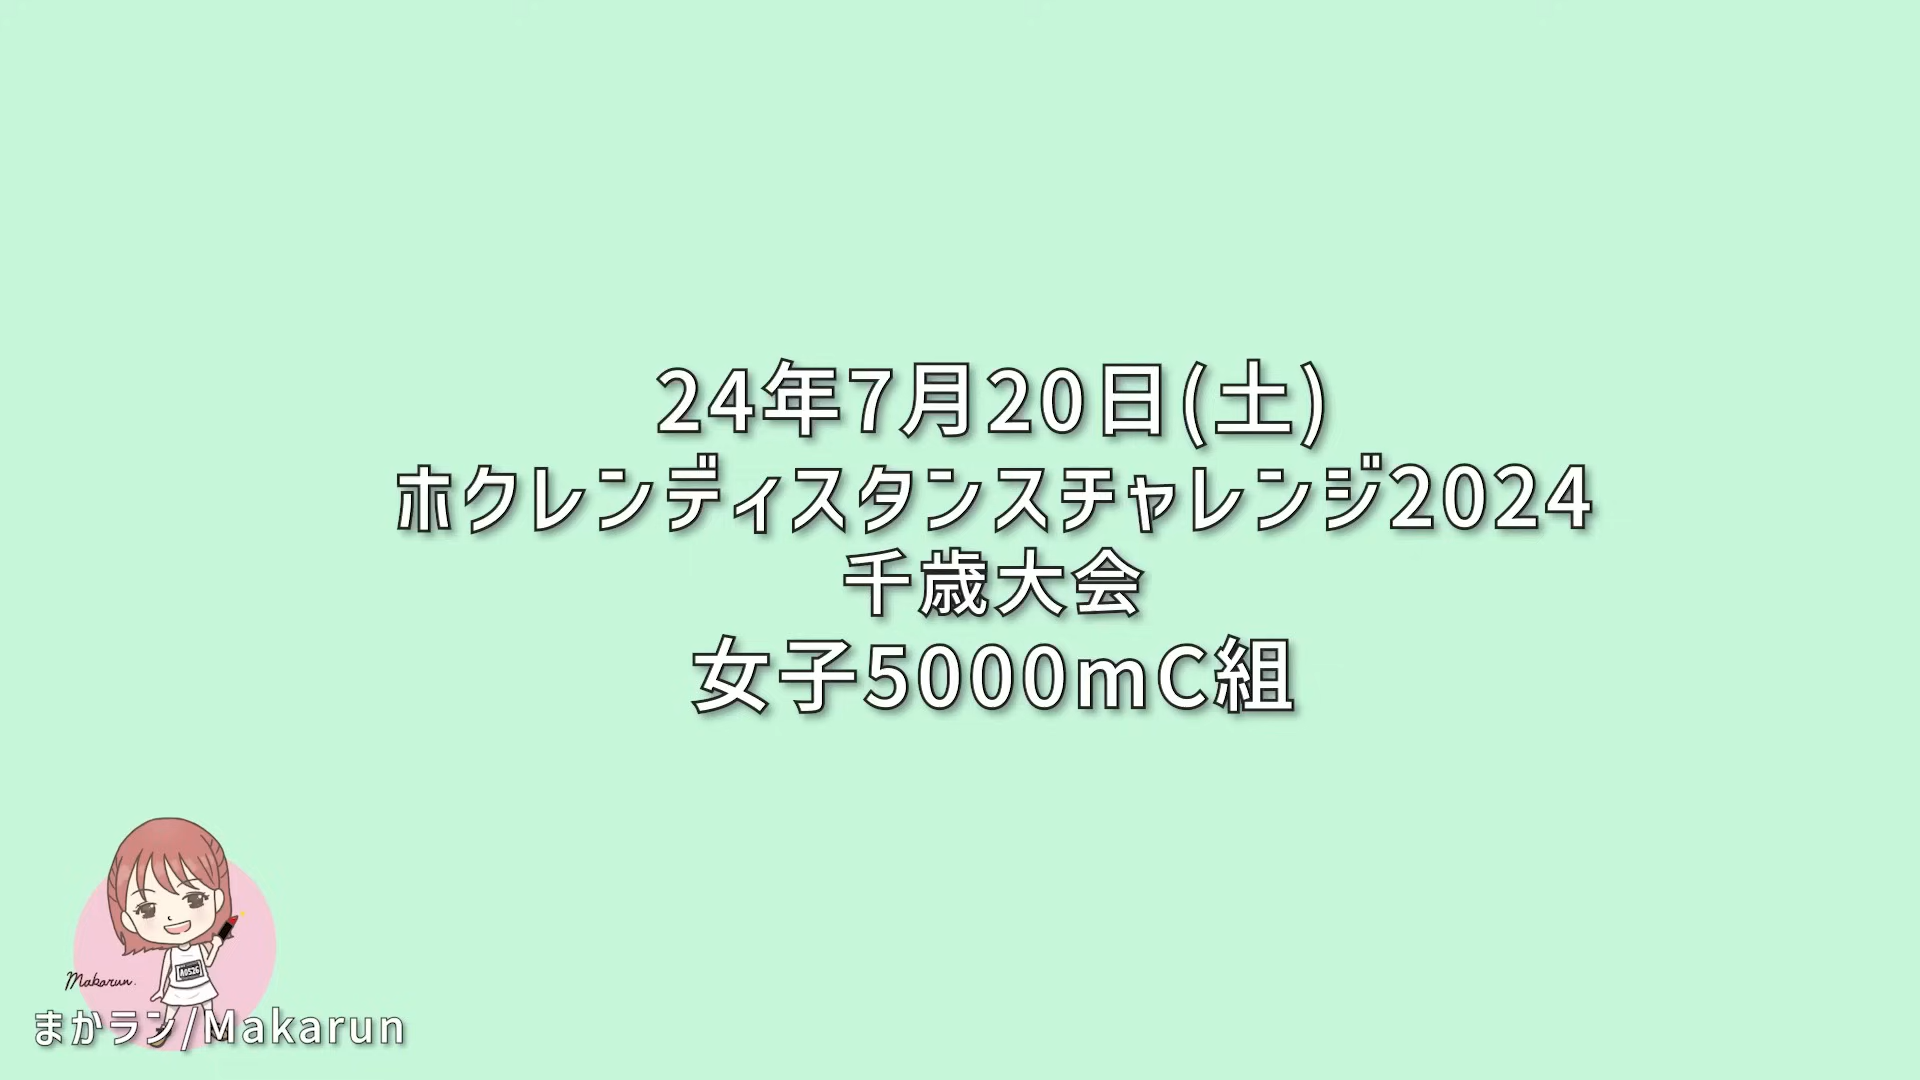 24年7月20日(土)
ホクレンディスタンスチャレンジ2024
千歳大会
女子5000mC組
Makarun.
まかラン/Makarun